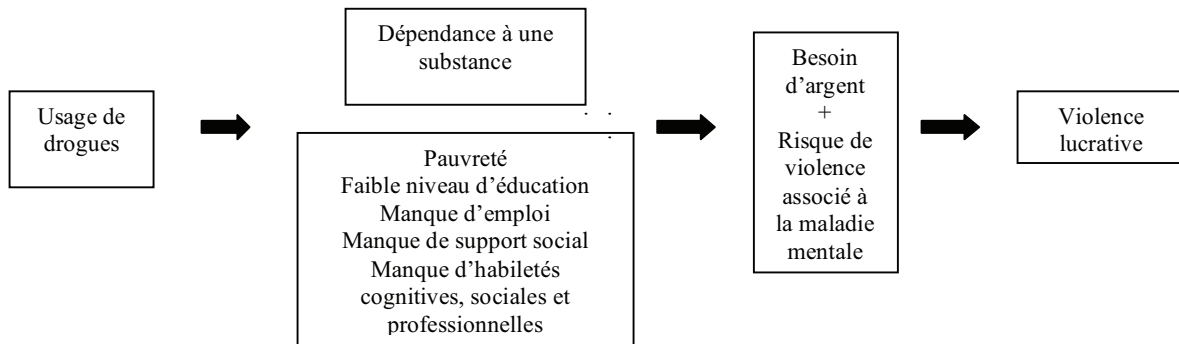 Usage de
drogues
Dépendance à une
substance
Pauvreté
Faible niveau d’éducation
Manque d’emploi
Manque de support social
Manque d’habiletés
cognitives, sociales et
professionnelles
Besoin
d’argent
+
Risque de
violence
associé à
la maladie
mentale
Violence
lucrative